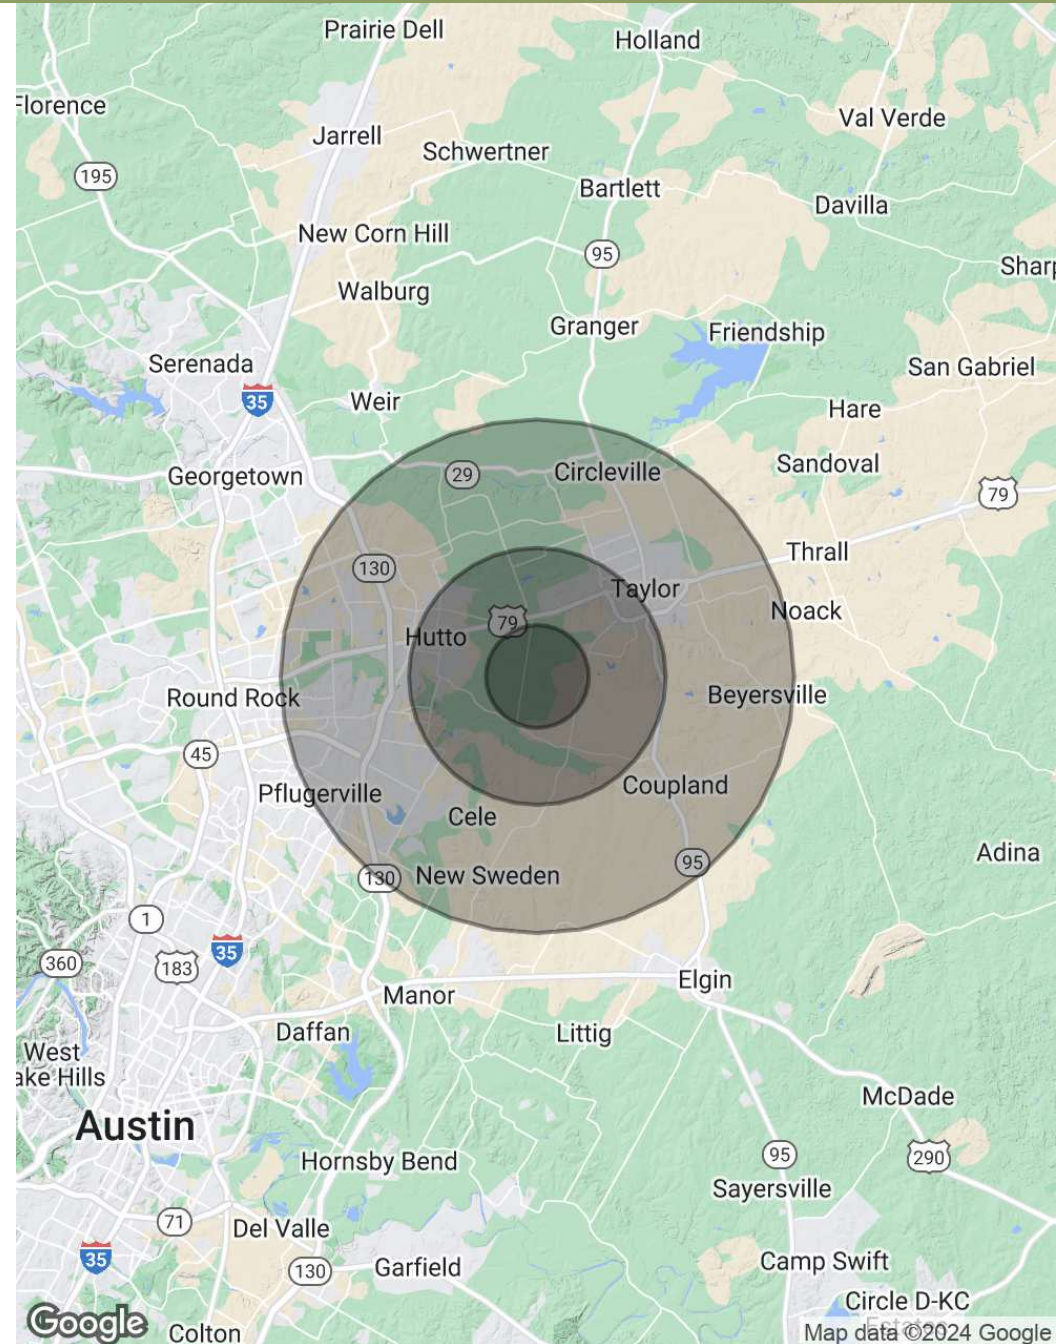 Prairie Dell
Holland
Florence
Val Verde
Jarrell
Schwertner
195
Bartlett
Davilla
New Corn Hill
95
Sharp
Walburg
Granger
Friendship
Serenada
San Gabriel
35
Weir
Hare
Sandoval
Georgetown
29
Circleville
79
Thrall
130
Taylor
Noack
79
Hutto
Round Rock
Beyersville
45
Pflugerville
Coupland
Cele
Adina
95
130
New Sweden
1
35
360
183
Elgin
Manor
Daffan
Littig
West
ake Hills
McDade
Austin
95
290
Hornsby Bend
Sayersville
71
Del Valle
35
130
Garfield
Camp Swift
Circle D-KC
Estates
Google
Colton
Map data ©2024 Google